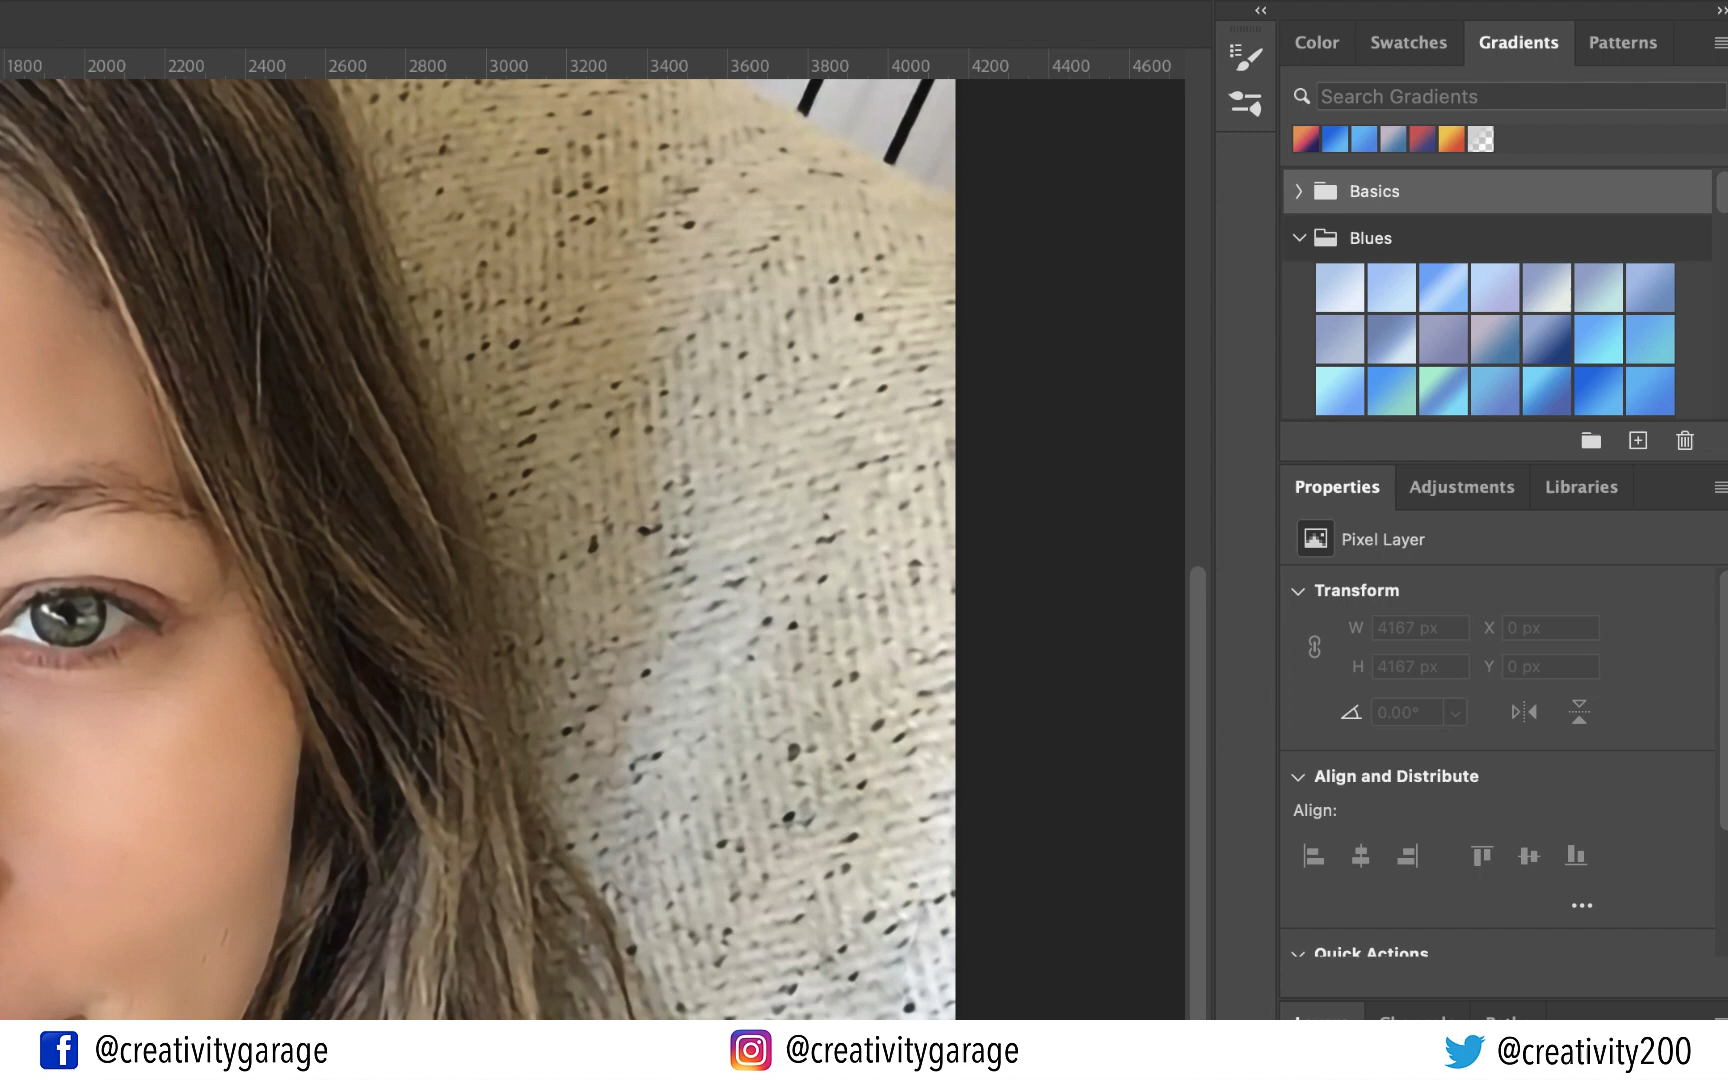 Color Swatches Gradients Patterns
1800 2000 2200 2400 2600 2800 3000 3200 3400 3600 3800 4000 4200 4400 4600
Search Gradients
Basics
Blues
Properties Adjustments Libraries
Pixel Layer
Transform
W 4167 px X 0 px
H 4167 px Y 0 px
0.00°
Align and Distribute
Align:
Quick Actions
@creativitygarage @creativitygarage @creativity200